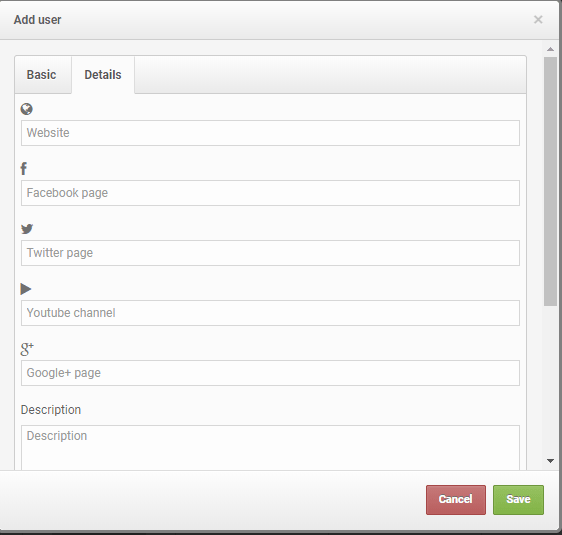 Add user
×
Basic
Details
Website
Facebook page
Twitter page
Youtube channel
Google+ page
Description
Description
Cancel
Save